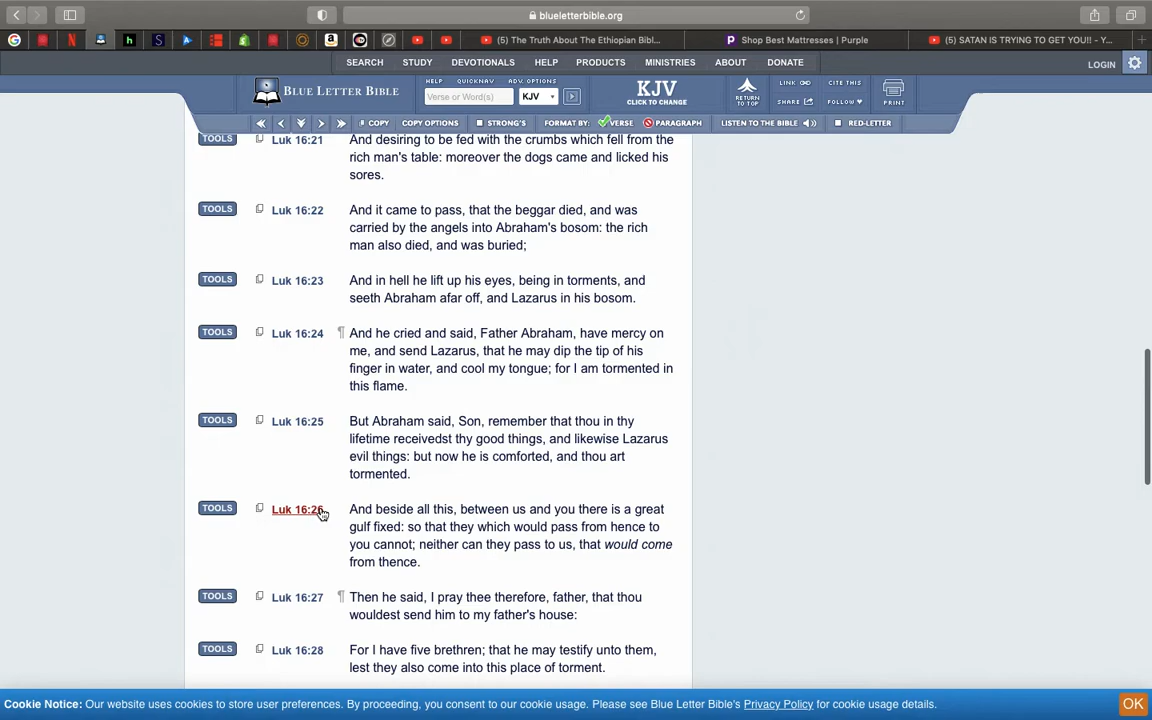 blueletterbible.org
(5) The Truth About The Ethiopian Bibl...
Shop Best Mattresses | Purple
(5) SATAN IS TRYING TO GET YOU!! - Y...
SEARCH STUDY DEVOTIONALS HELP PRODUCTS MINISTRIES ABOUT DONATE
LOGIN
BLUE LETTER BIBLE
HELP QUICKNAV ADV. OPTIONS
Verse or Word(s) KJV
KJV
CLICK TO CHANGE
RETURN
TO TOP
LINK CITE THIS
SHARE FOLLOW
PRINT
COPY COPY OPTIONS STRONG'S FORMAT BY: VERSE PARAGRAPH LISTEN TO THE BIBLE RED-LETTER
TOOLS Luk 16:21 And desiring to be fed with the crumbs which fell from the
rich man's table: moreover the dogs came and licked his
sores.
TOOLS Luk 16:22 And it came to pass, that the beggar died, and was
carried by the angels into Abraham's bosom: the rich
man also died, and was buried;
TOOLS Luk 16:23 And in hell he lift up his eyes, being in torments, and
seeth Abraham afar off, and Lazarus in his bosom.
TOOLS Luk 16:24 ¶ And he cried and said, Father Abraham, have mercy on
me, and send Lazarus, that he may dip the tip of his
finger in water, and cool my tongue; for I am tormented in
this flame.
TOOLS Luk 16:25 But Abraham said, Son, remember that thou in thy
lifetime receivedst thy good things, and likewise Lazarus
evil things: but now he is comforted, and thou art
tormented.
TOOLS Luk 16:26 And beside all this, between us and you there is a great
gulf fixed: so that they which would pass from hence to
you cannot; neither can they pass to us, that would come
from thence.
TOOLS Luk 16:27 ¶ Then he said, I pray thee therefore, father, that thou
wouldest send him to my father's house:
TOOLS Luk 16:28 For I have five brethren; that he may testify unto them,
lest they also come into this place of torment.
Cookie Notice: Our website uses cookies to store user preferences. By proceeding, you consent to our cookie usage. Please see Blue Letter Bible's Privacy Policy for cookie usage details.
OK